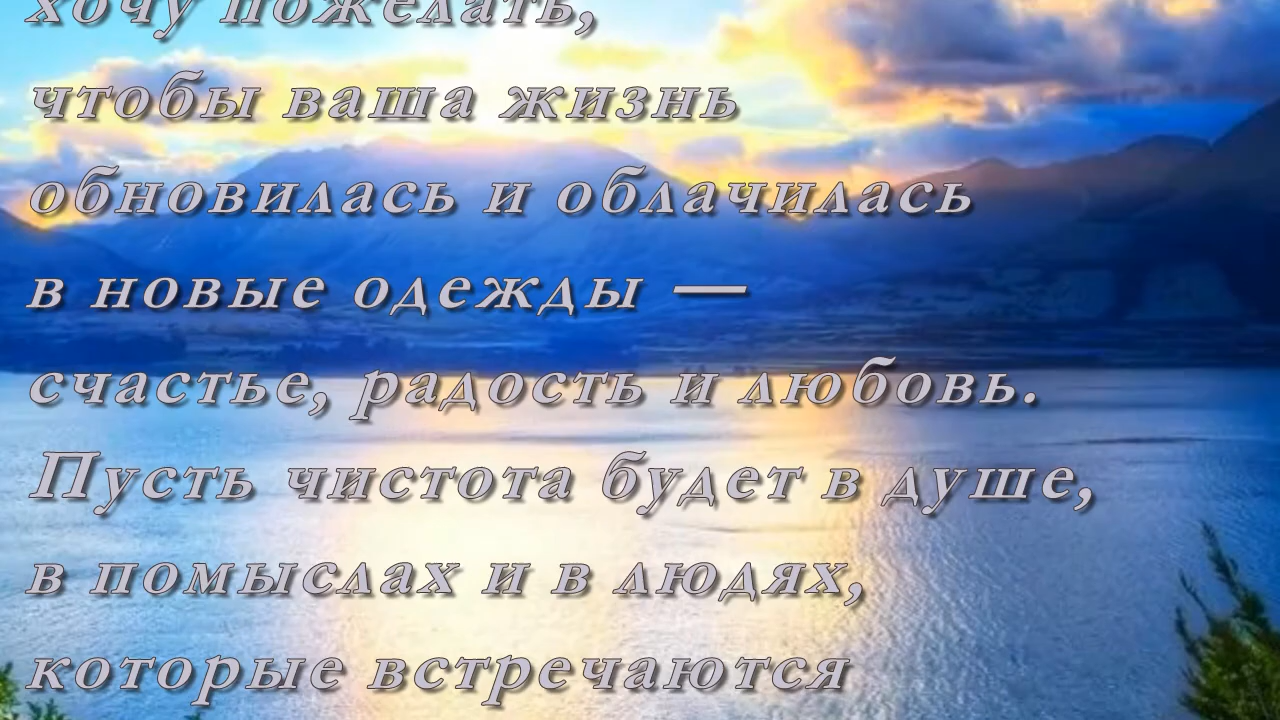 хочу пожелать,
чтобы ваша жизнь
обновилась и облачилась
в новые одежды —
счастье, радость и любовь.
Пусть чистота будет в душе,
в помыслах и в людях,
которые встречаются